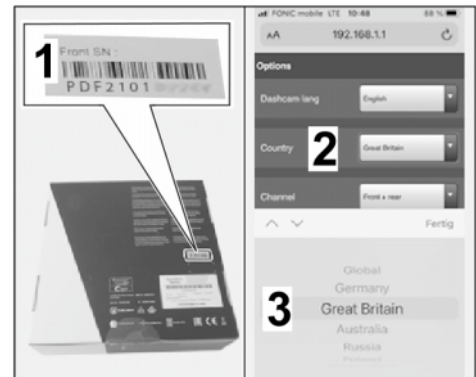 1
Front SN :
PDF2101
FONIC mobile LTE 10:48 88 %
AA 192.168.1.1
Options
Dashcam lang English
Country 2 Great Britain
Channel Front + rear
Fertig
Global
Germany
3 Great Britain
Australia
Russia